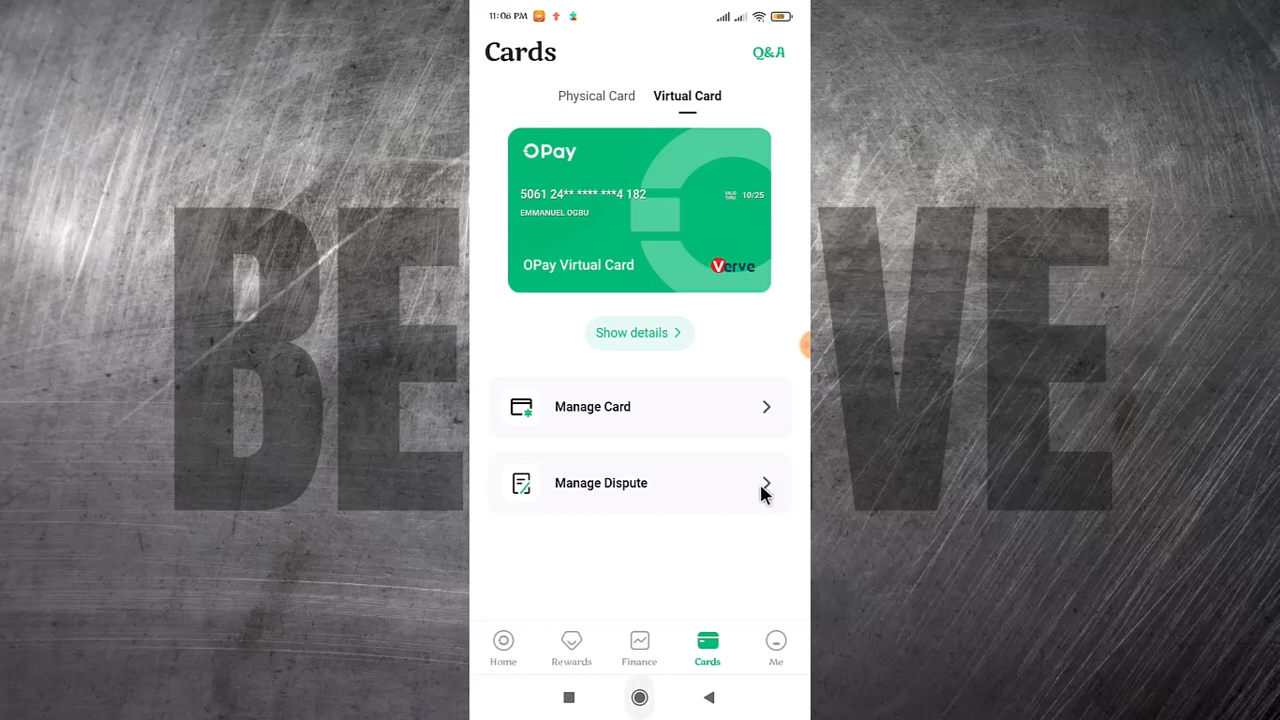 11:08 PM
Cards
Q&A
Physical Card
Virtual Card
OPay
5061 24** **** ***4 182
10/25
EMMANUEL OGBU
OPay Virtual Card
Verve
Show details
Manage Card
Manage Dispute
Home
Rewards
Finance
Cards
Me
BE
VE